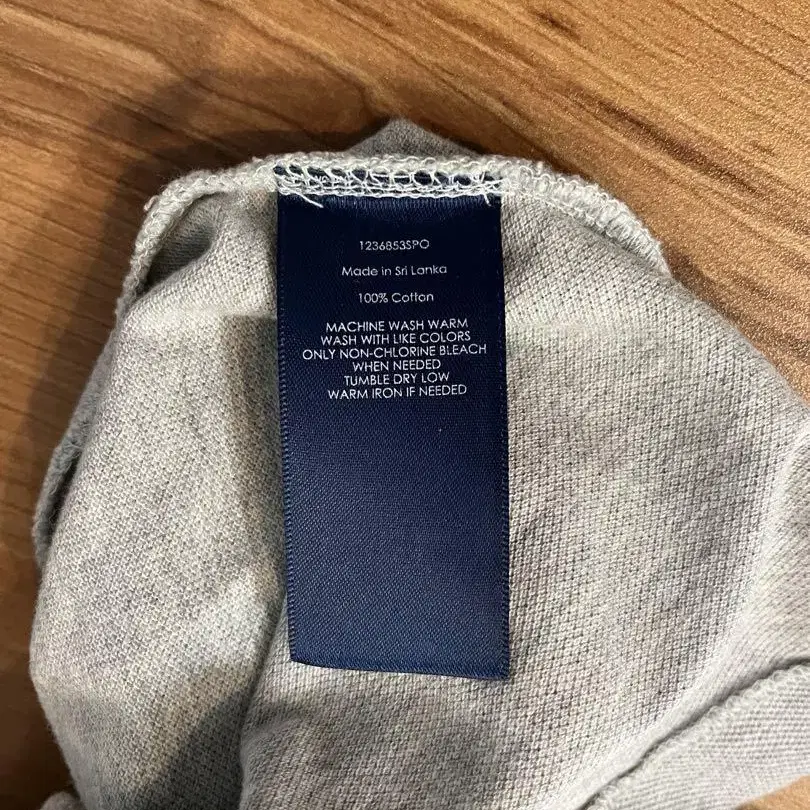 1236853SPO
Made in Sri Lanka
100% Cotton
MACHINE WASH WARM
WASH WITH LIKE COLORS
ONLY NON-CHLORINE BLEACH
WHEN NEEDED
TUMBLE DRY LOW
WARM IRON IF NEEDED